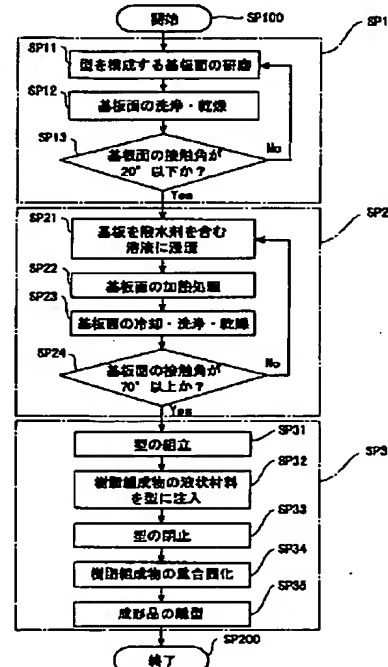 開始
SP100
SP1
SP11
型を構成する基板面の研磨
SP12
基板面の洗浄・乾燥
SP13
基板面の接触角が
20°以下か？
No
Yes
SP2
SP21
基板を撥水剤を含む
溶液に浸漬
SP22
基板面の加熱処理
SP23
基板面の冷却・洗浄・乾燥
SP24
基板面の接触角が
70°以上か？
No
Yes
SP3
型の組立
SP31
樹脂組成物の液状材料
を型に注入
SP32
型の閉止
SP33
樹脂組成物の重合固化
SP34
成形品の離型
SP35
終了
SP200